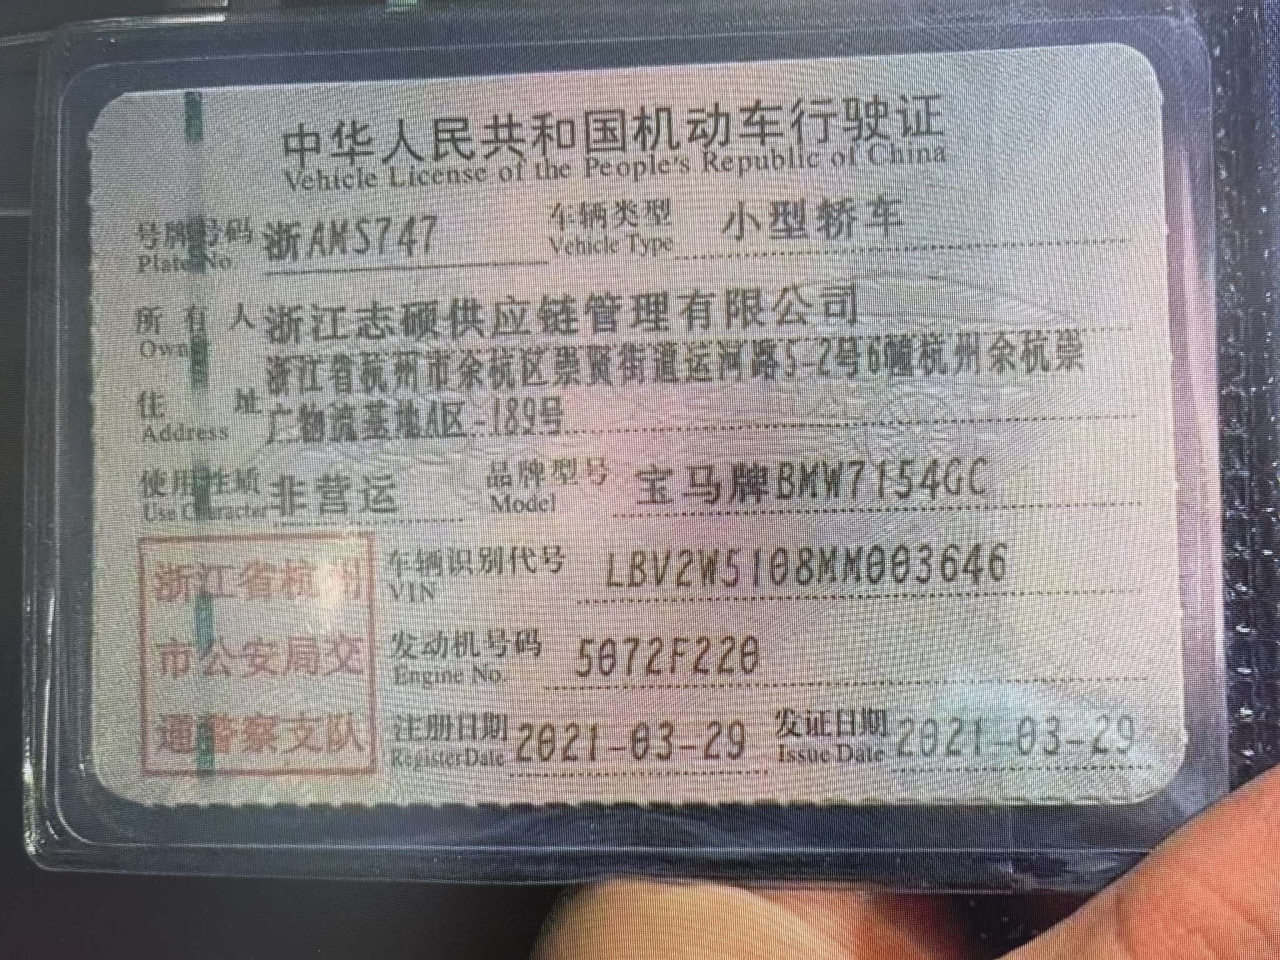 中华人民共和国机动车行驶证
Vehicle License of the People's Republic of China
号牌号码 浙AMS747 车辆类型 小型轿车
Plate No. Vehicle Type
所有人 浙江志硕供应链管理有限公司
Owner
住址 浙江省杭州市余杭区崇贤街道运河路5-2号6幢杭州余杭崇
Address 广物流基地A区-189号
使用性质 非营运 品牌型号 宝马牌BMW7154GC
Use Character Model
车辆识别代号 LBV2W5108MM003646
VIN
发动机号码 5072F220
Engine No.
注册日期 2021-03-29 发证日期 2021-03-29
Register Date Issue Date
浙江省杭州
市公安局交
通警察支队